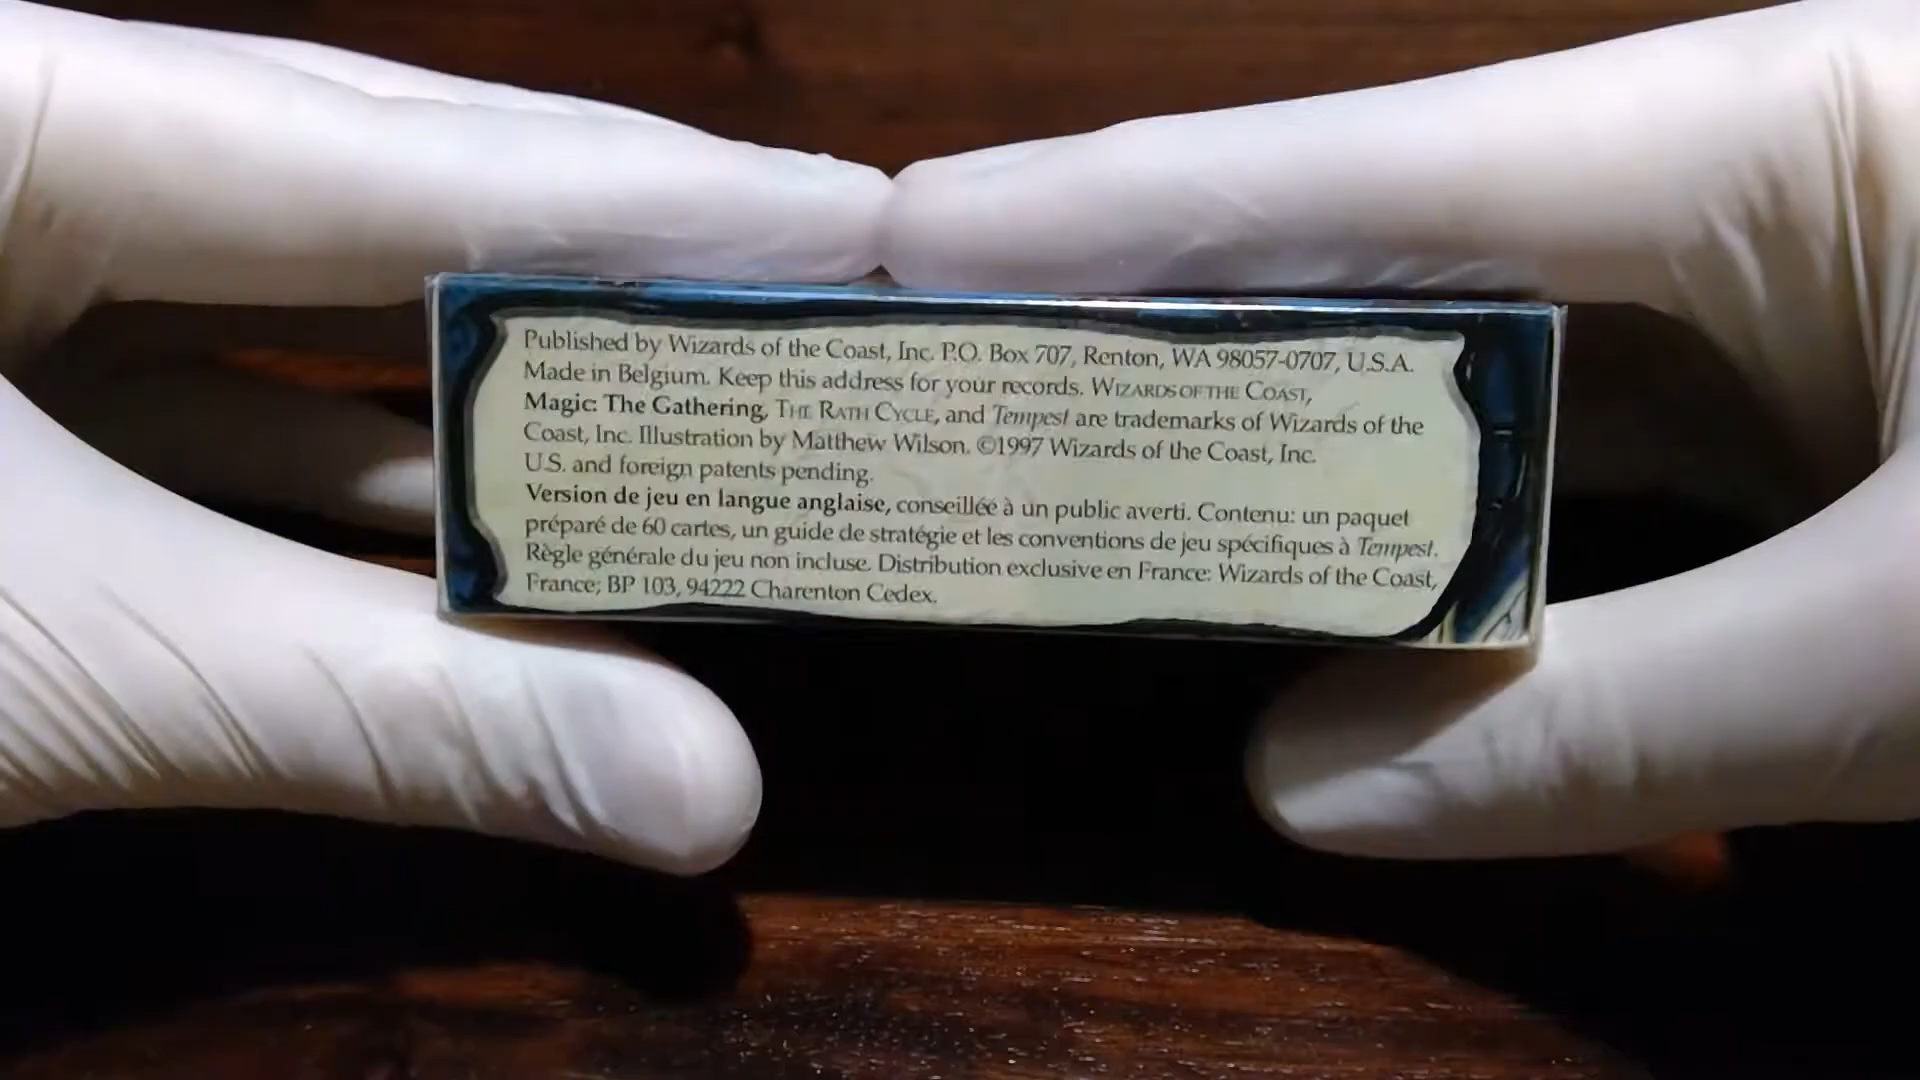 Published by Wizards of the Coast, Inc. P.O. Box 707, Renton, WA 98057-0707, U.S.A.
Made in Belgium. Keep this address for your records. WIZARDS OF THE COAST,
Magic: The Gathering, THE RATH CYCLE, and Tempest are trademarks of Wizards of the
Coast, Inc. Illustration by Matthew Wilson. ©1997 Wizards of the Coast, Inc.
U.S. and foreign patents pending.
Version de jeu en langue anglaise, conseillée à un public averti. Contenu: un paquet
préparé de 60 cartes, un guide de stratégie et les conventions de jeu spécifiques à Tempest.
Règle générale du jeu non incluse. Distribution exclusive en France: Wizards of the Coast,
France; BP 103, 94222 Charenton Cedex.